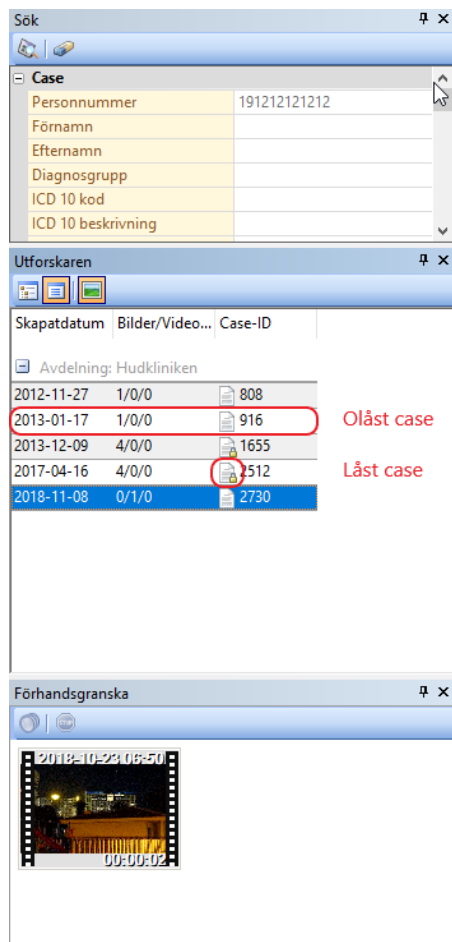 Sök
Case
Personnummer 191212121212
Förnamn
Efternamn
Diagnosgrupp
ICD 10 kod
ICD 10 beskrivning
Utforskaren
Skapatdatum Bilder/Video... Case-ID
Avdelning: Hudkliniken
2012-11-27 1/0/0 808
2013-01-17 1/0/0 916 Olåst case
2013-12-09 4/0/0 1655
2017-04-16 4/0/0 2512 Låst case
2018-11-08 0/1/0 2730
Förhandsgranska
2018-10-23 06:50
00:00:02